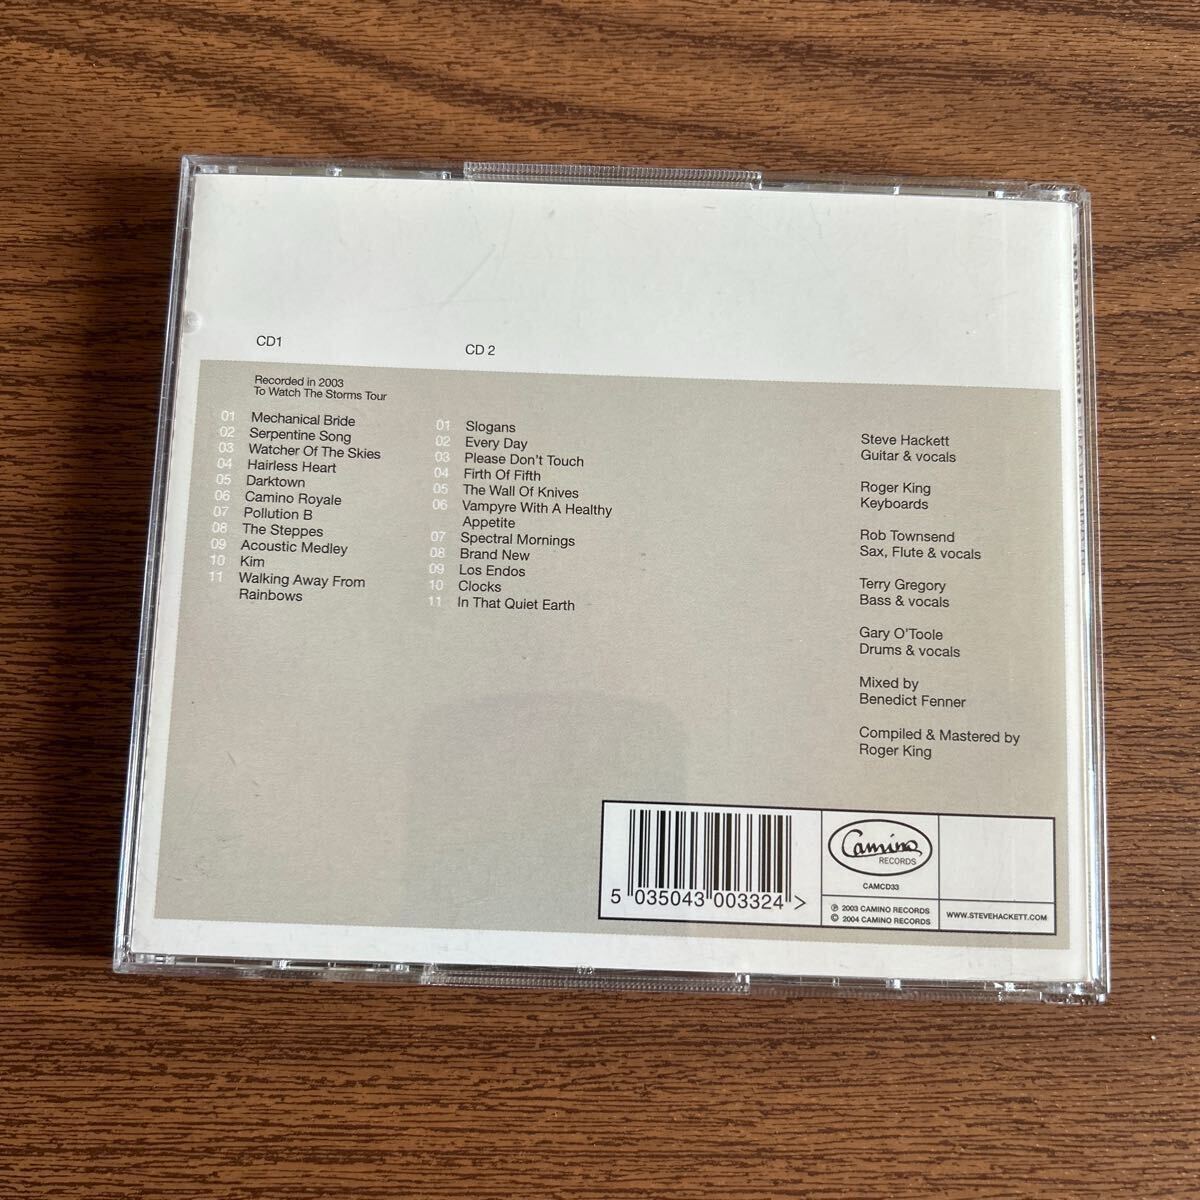 CD1
Recorded in 2003
To Watch The Storms Tour
01 Mechanical Bride
02 Serpentine Song
03 Watcher Of The Skies
04 Hairless Heart
05 Darktown
06 Camino Royale
07 Pollution B
08 The Steppes
09 Acoustic Medley
10 Kim
11 Walking Away From
Rainbows
CD 2
01 Slogans
02 Every Day
03 Please Don't Touch
04 Firth Of Fifth
05 The Wall Of Knives
06 Vampyre With A Healthy
Appetite
07 Spectral Mornings
08 Brand New
09 Los Endos
10 Clocks
11 In That Quiet Earth
Steve Hackett
Guitar & vocals
Roger King
Keyboards
Rob Townsend
Sax, Flute & vocals
Terry Gregory
Bass & vocals
Gary O'Toole
Drums & vocals
Mixed by
Benedict Fenner
Compiled & Mastered by
Roger King
5 035043 003324 >
Camino
RECORDS
CAMCD33
℗ 2003 CAMINO RECORDS
© 2004 CAMINO RECORDS
WWW.STEVEHACKETT.COM